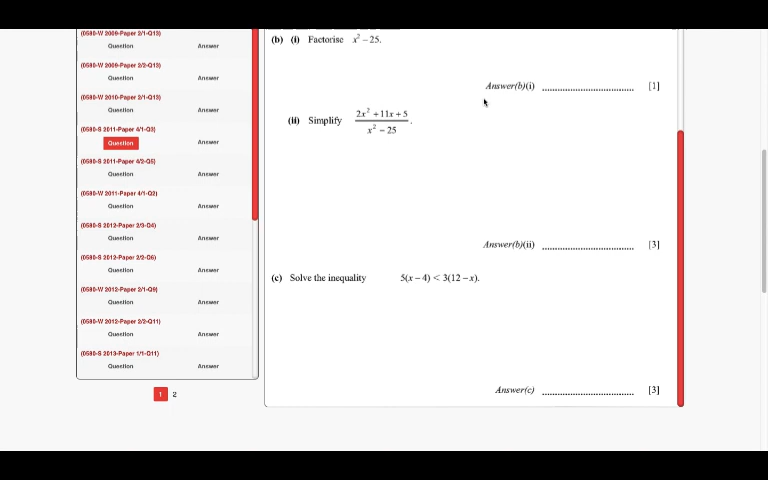 (0580-W 2009-Paper 2/1-Q13)
Question Answer
(0580-W 2009-Paper 2/2-Q13)
Question Answer
(0580-W 2010-Paper 2/1-Q13)
Question Answer
(0580-S 2011-Paper 4/1-Q3)
Question Answer
(0580-S 2011-Paper 4/2-Q5)
Question Answer
(0580-W 2011-Paper 4/1-Q2)
Question Answer
(0580-S 2012-Paper 2/3-Q4)
Question Answer
(0580-S 2012-Paper 2/2-Q6)
Question Answer
(0580-W 2012-Paper 2/1-Q9)
Question Answer
(0580-W 2012-Paper 2/2-Q11)
Question Answer
(0580-S 2013-Paper 1/1-Q11)
Question Answer
1 2
(b) (i) Factorise x² – 25.
Answer(b)(i) ................................ [1]
(ii) Simplify (2x² + 11x + 5)/(x² – 25).
Answer(b)(ii) ................................ [3]
(c) Solve the inequality 5(x – 4) < 3(12 – x).
Answer(c) ................................ [3]